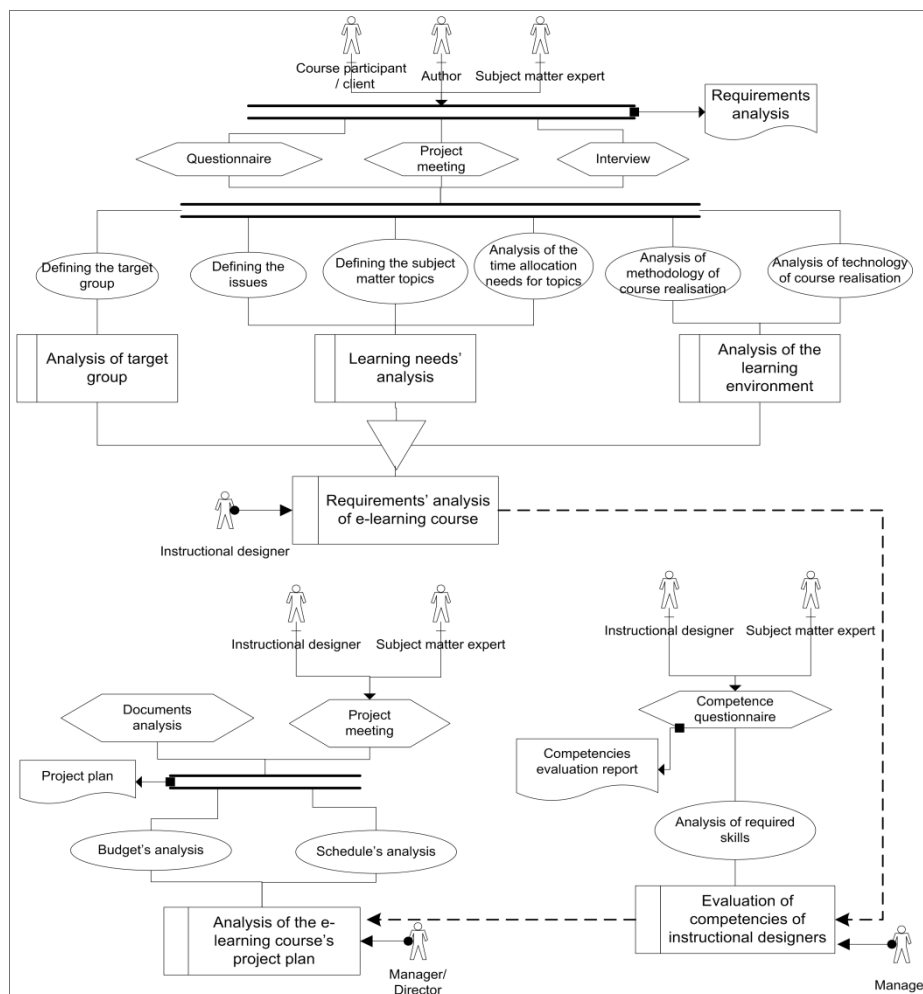 Course participant
/ client
Author
Subject matter expert
Requirements
analysis
Questionnaire
Project
meeting
Interview
Defining the target
group
Defining the
issues
Defining the subject
matter topics
Analysis of the
time allocation
needs for topics
Analysis of
methodology of
course realisation
Analysis of technology
of course realisation
Analysis of target
group
Learning needs'
analysis
Analysis of the
learning environment
Requirements' analysis
of e-learning course
Instructional designer
Instructional designer
Subject matter expert
Instructional designer
Subject matter expert
Documents
analysis
Project
meeting
Competence
questionnaire
Project plan
Competencies
evaluation report
Budget's analysis
Schedule's analysis
Analysis of required
skills
Analysis of the e-
learning course's
project plan
Evaluation of
competencies of
instructional designers
Manager/
Director
Manage